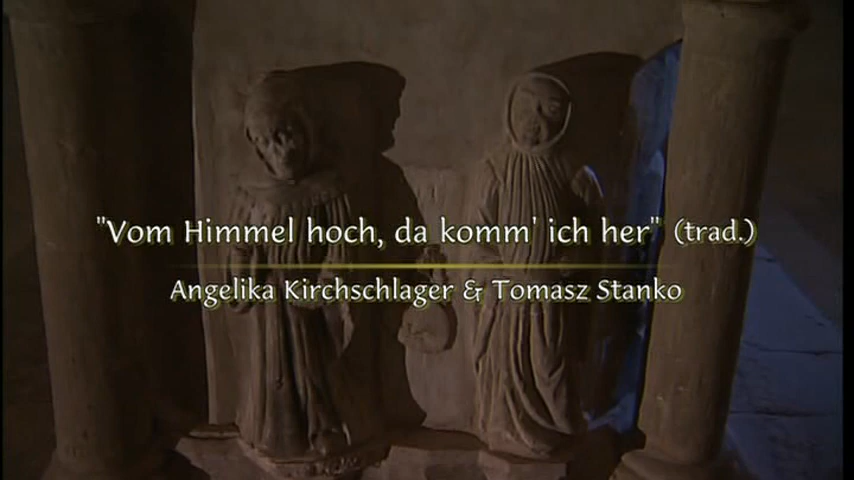 "Vom Himmel hoch, da komm' ich her" (trad.)
Angelika Kirchschlager & Tomasz Stanko